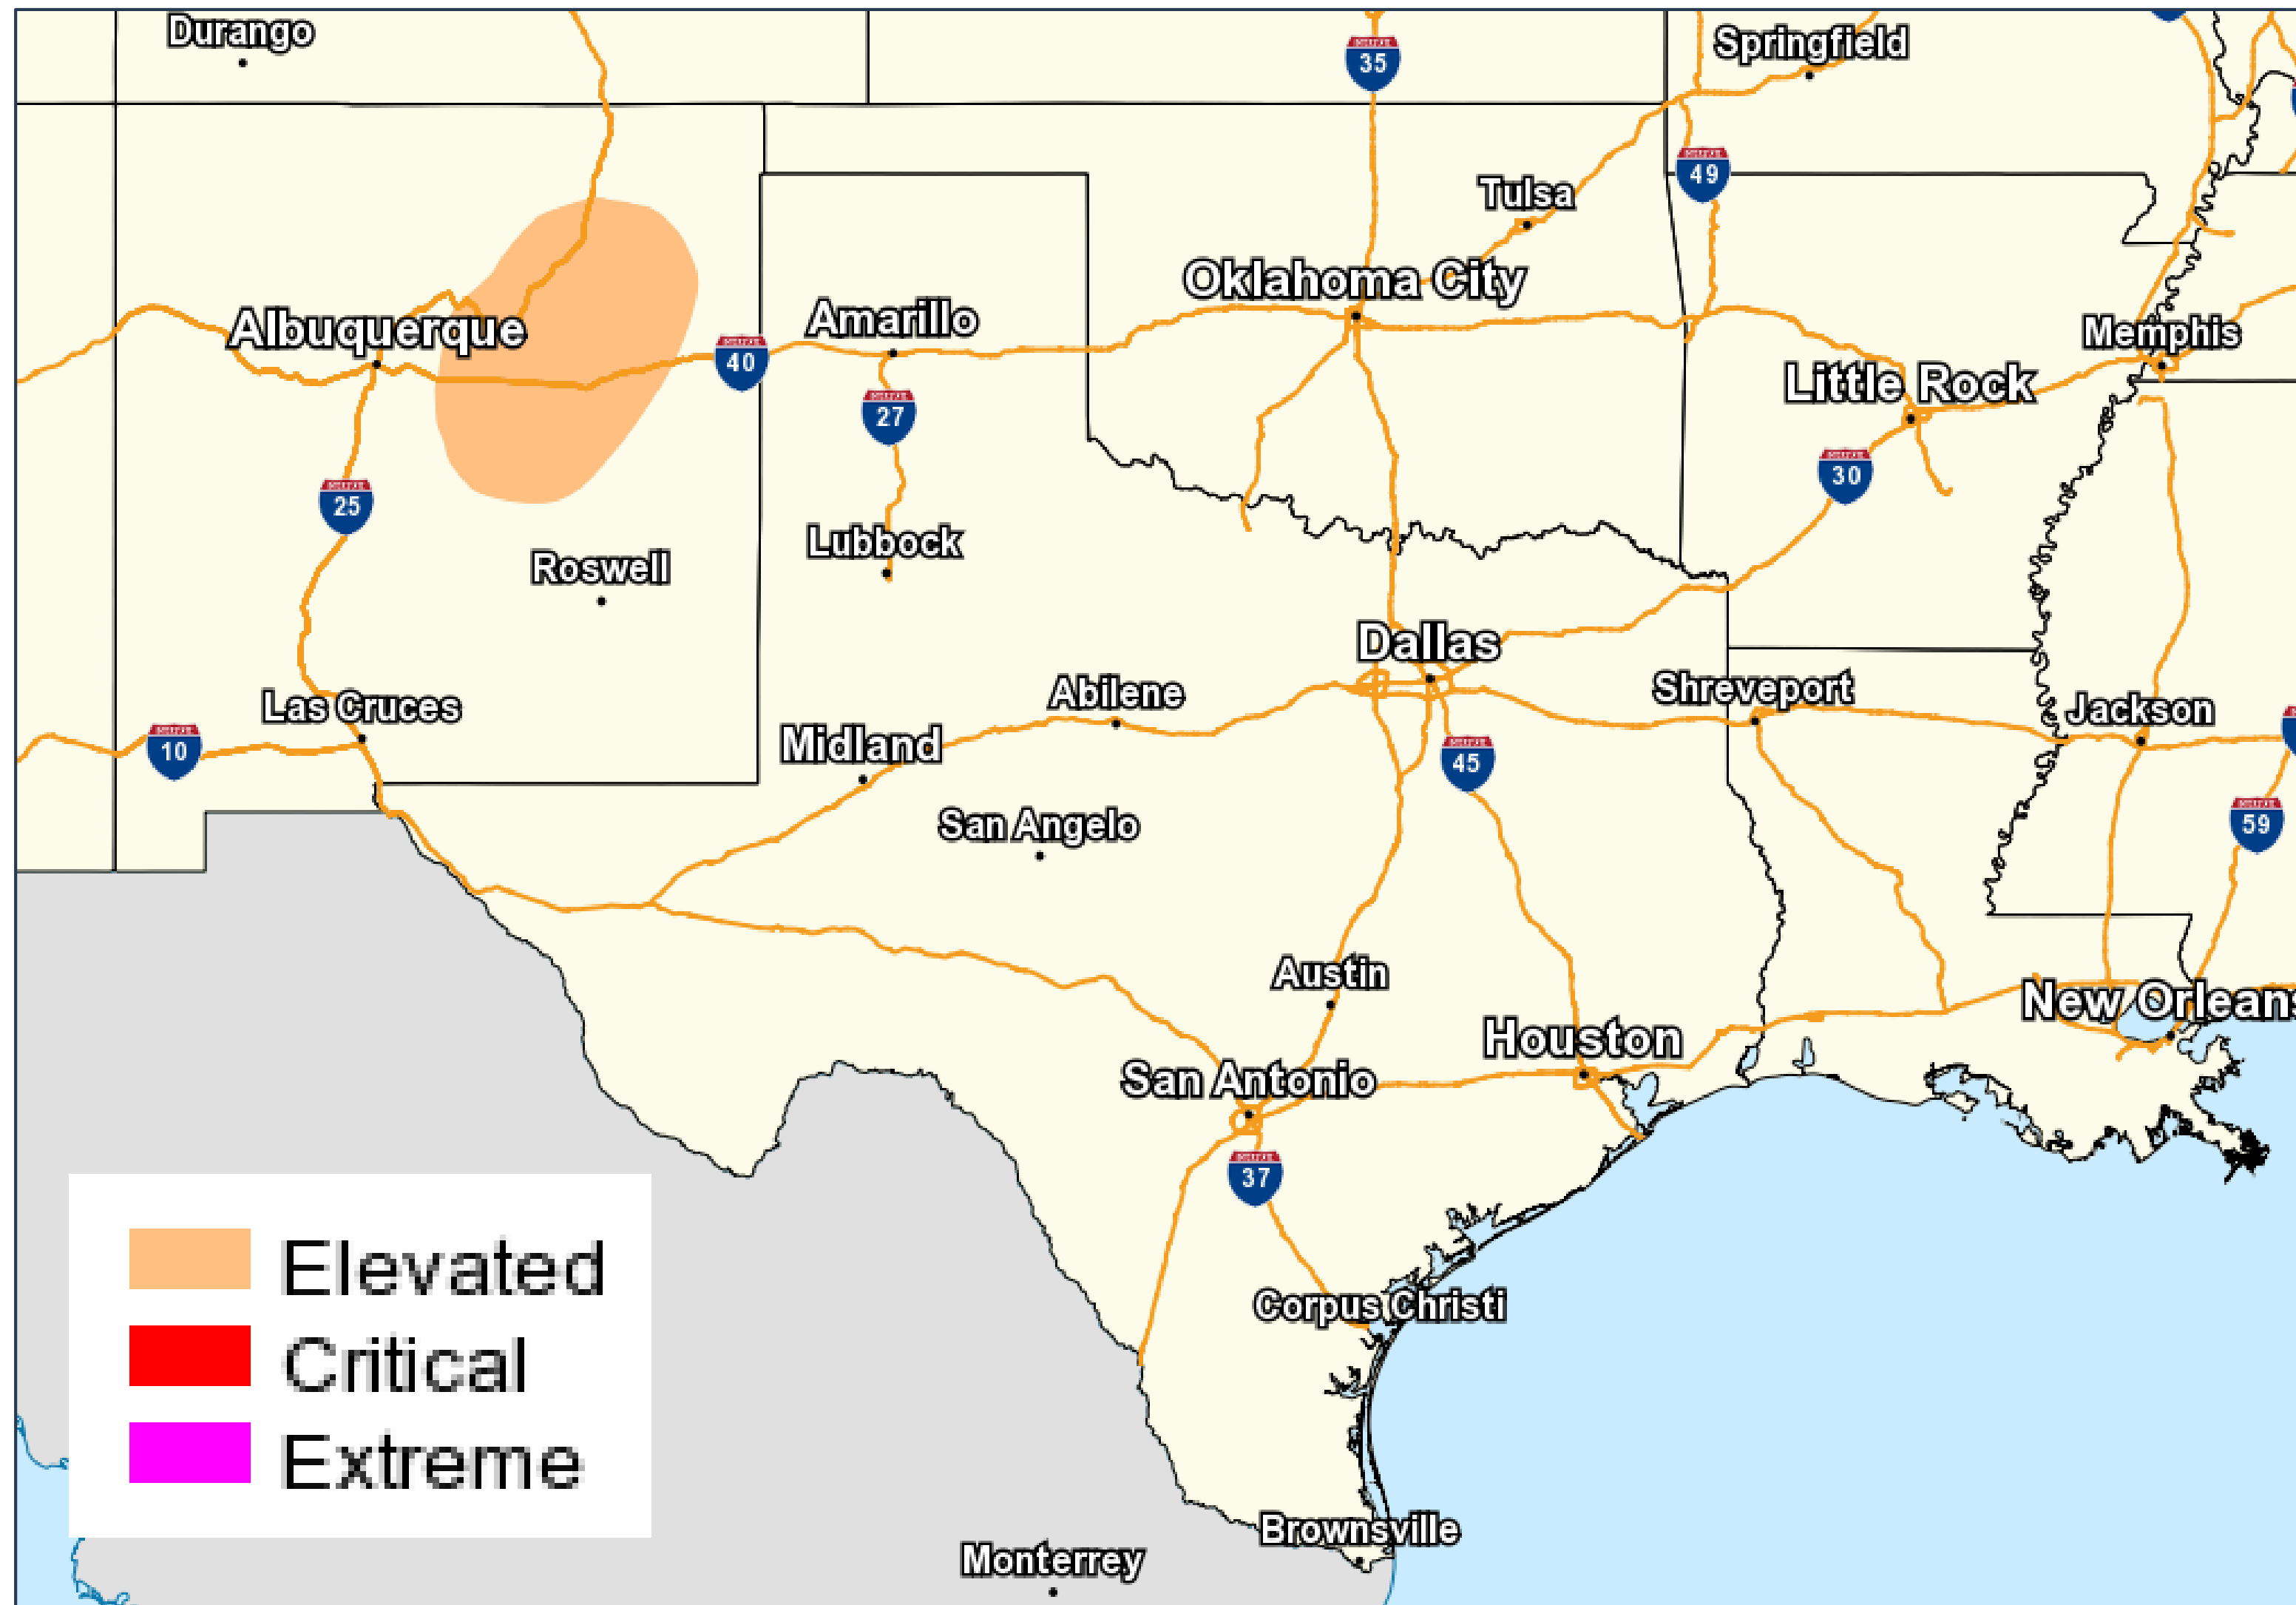 Durango
35
Springfield
49
Tulsa
Oklahoma City
Albuquerque
Amarillo
40
Memphis
Little Rock
27
30
25
Lubbock
Roswell
Dallas
Shreveport
Abilene
Las Cruces
Jackson
10
Midland
45
San Angelo
59
Austin
New Orleans
Houston
San Antonio
37
Elevated
Corpus Christi
Critical
Extreme
Brownsville
Monterrey